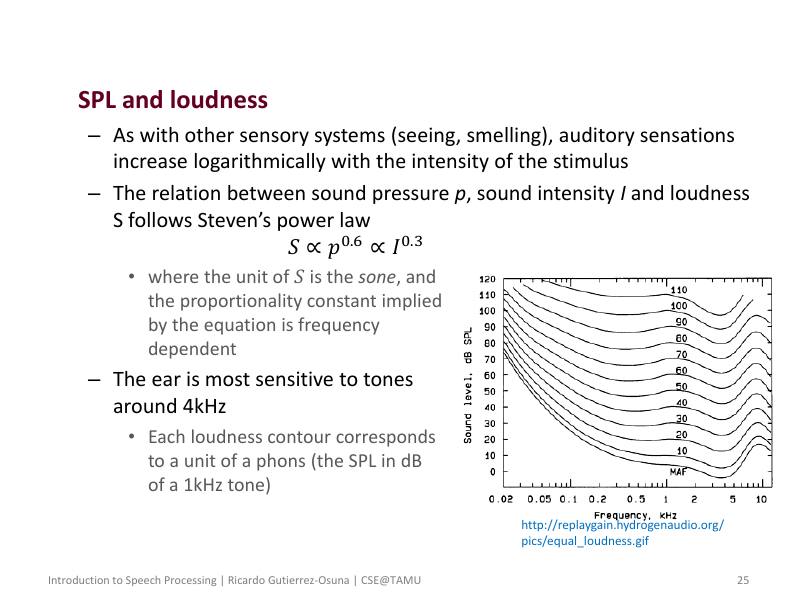 SPL and loudness
– As with other sensory systems (seeing, smelling), auditory sensations
increase logarithmically with the intensity of the stimulus
– The relation between sound pressure p, sound intensity I and loudness
S follows Steven's power law
S ∝ p^0.6 ∝ I^0.3
• where the unit of S is the sone, and
the proportionality constant implied
by the equation is frequency
dependent
– The ear is most sensitive to tones
around 4kHz
• Each loudness contour corresponds
to a unit of a phons (the SPL in dB
of a 1kHz tone)
Sound level, dB SPL
120
110
100
90
80
70
60
50
40
30
20
10
0
110
100
90
80
70
60
50
40
30
20
10
MAF
0.02 0.05 0.1 0.2 0.5 1 2 5 10
Frequency, kHz
http://replaygain.hydrogenaudio.org/
pics/equal_loudness.gif
Introduction to Speech Processing | Ricardo Gutierrez-Osuna | CSE@TAMU 25